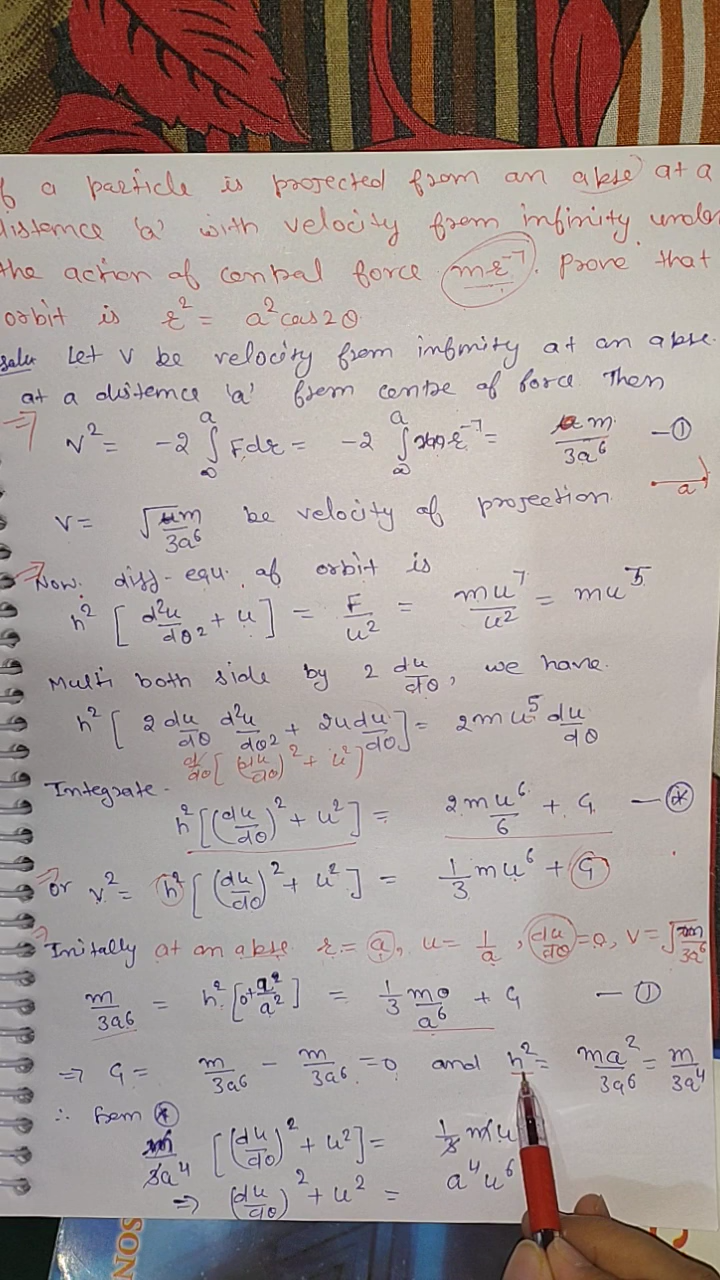 f a particle is projected from an apse at a
distance 'a' with velocity from infinity under
the action of central force mr⁻⁷. Prove that
orbit is r² = a² cos2θ
Let V be velocity from infinity at an apse.
at a distance 'a' from centre of force Then
⇒ V² = -2 ∫_∞^a Fdr = -2 ∫_∞^a r⁻⁷ = m/3a⁶ — ①
a
V = √(m/3a⁶) be velocity of projection.
⇒ Now. diff-equ. of orbit is
h² [d²u/dθ² + u] = F/u² = mu⁷/u² = mu⁵
Multi both side by 2 du/dθ, we have.
h² [2 du/dθ d²u/dθ² + 2u du/dθ] = 2mu⁵ du/dθ
d/dθ [(du/dθ)² + u²]
Integrate -
h² [(du/dθ)² + u²] = 2mu⁶/6 + C₁ — ⊛
⇒ or v² = h² [(du/dθ)² + u²] = 1/3 mu⁶ + C₁
Initally at an apse r = a, u = 1/a, du/dθ = 0, V = √(m/3a⁶)
m/3a⁶ = h² [0 + /a²] = 1/3 m/a⁶ + C₁ — ①
⇒ C₁ = m/3a⁶ - m/3a⁶ = 0 and h² = ma²/3a⁶ = m/3a⁴
∴ from ⊛
m/3a⁴ [(du/dθ)² + u²] = 1/3 mu
⇒ (du/dθ)² + u² = a⁴u⁶
SON